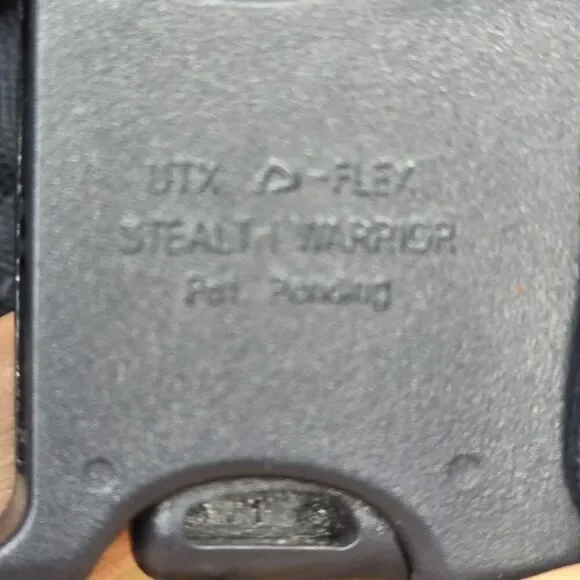 UTX -FLEX
STEALTH WARRIOR
Pat. Pending